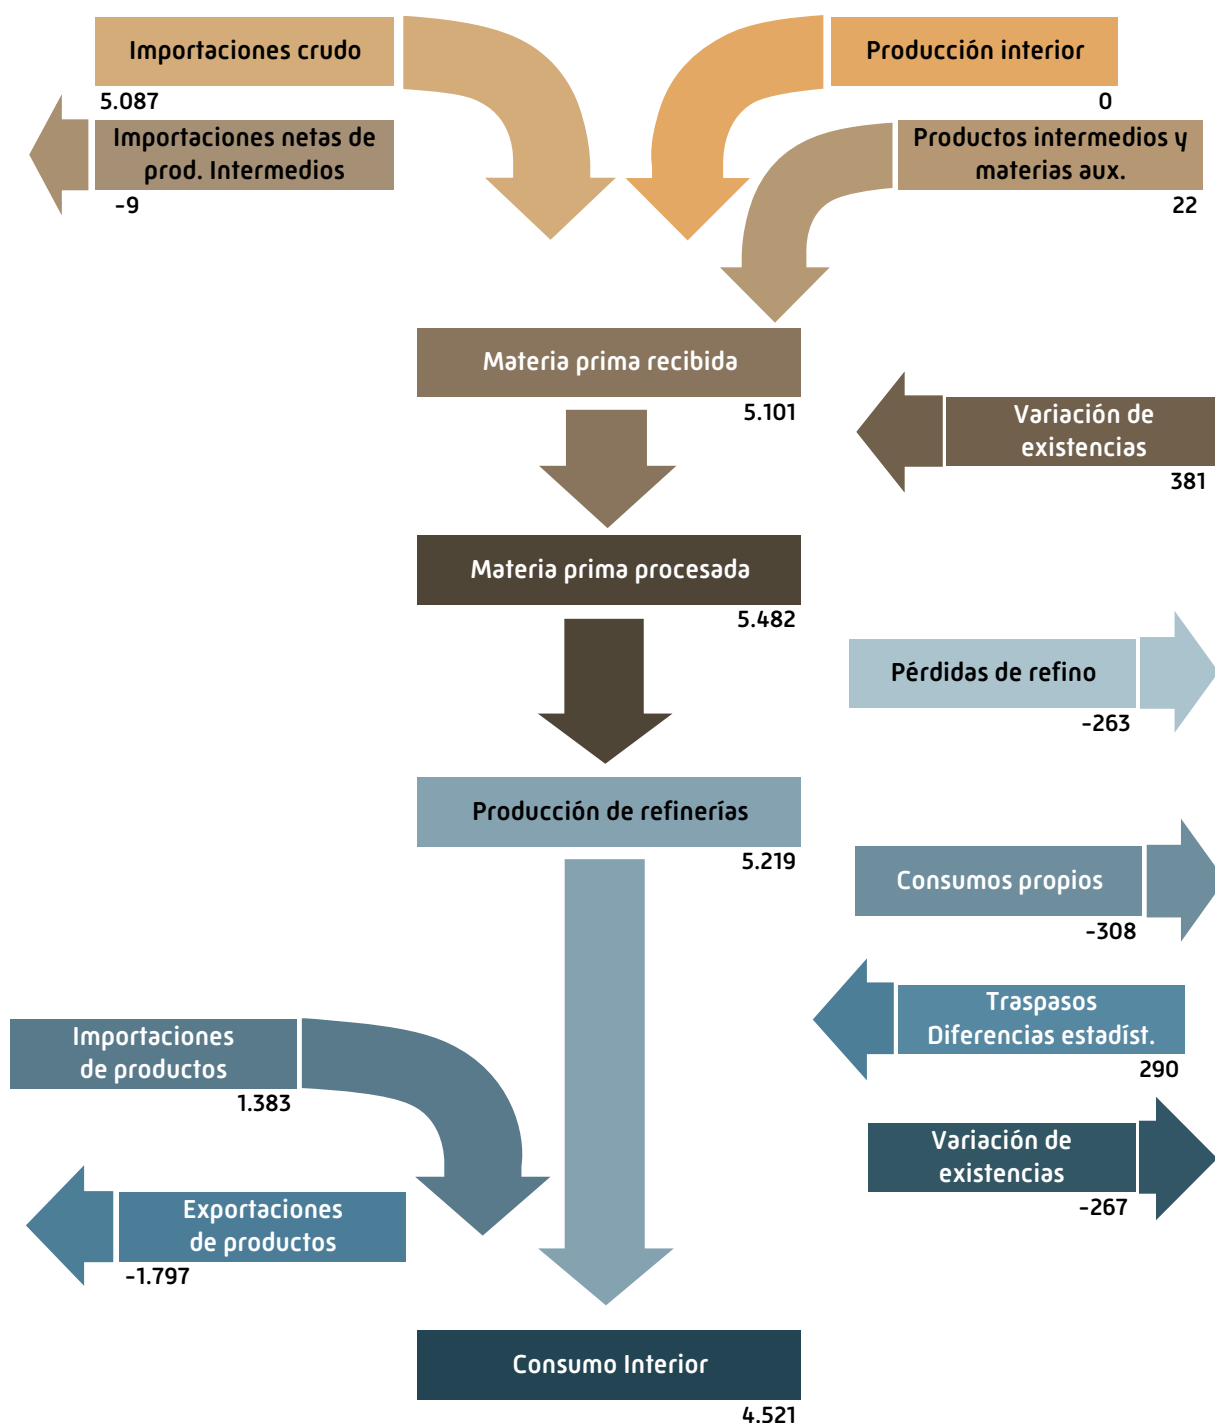 Importaciones crudo
5.087
Producción interior
0
Importaciones netas de
prod. Intermedios
-9
Productos intermedios y
materias aux.
22
Materia prima recibida
5.101
Variación de
existencias
381
Materia prima procesada
5.482
Pérdidas de refino
-263
Producción de refinerías
5.219
Consumos propios
-308
Traspasos
Diferencias estadíst.
290
Importaciones
de productos
1.383
Variación de
existencias
-267
Exportaciones
de productos
-1.797
Consumo Interior
4.521